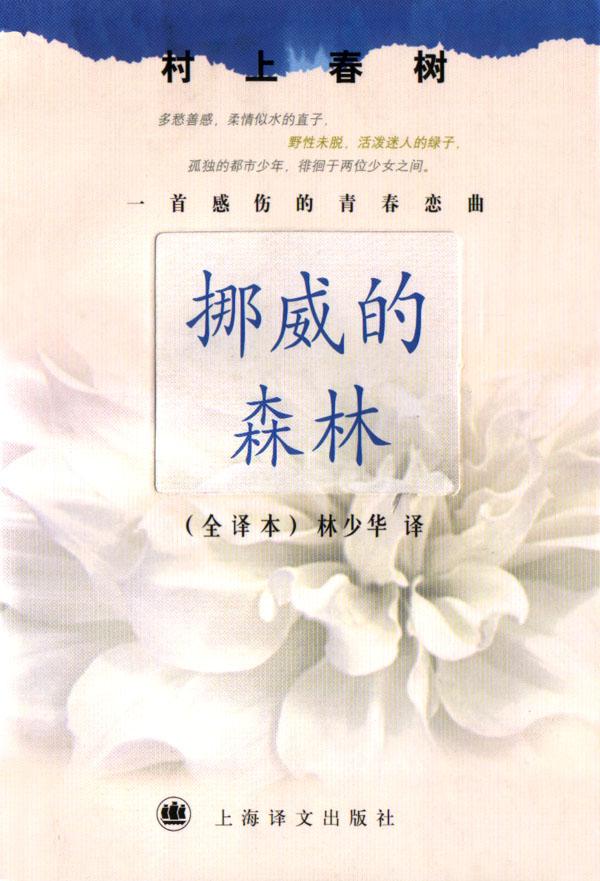 村上春树
多愁善感，柔情似水的直子，
野性未脱，活泼迷人的绿子，
孤独的都市少年，徘徊于两位少女之间。
一首感伤的青春恋曲
挪威的
森林
（全译本）林少华 译
上海译文出版社